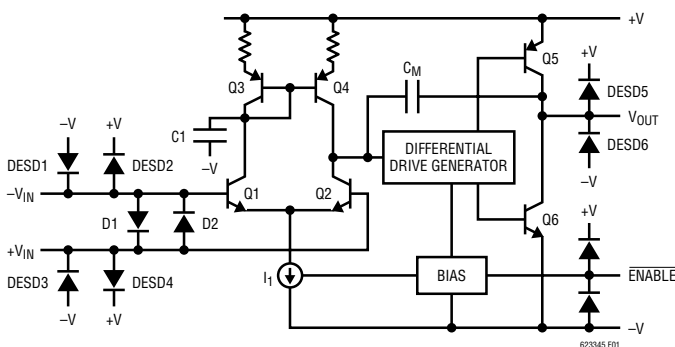 +V
Q3
Q4
Q5
+V
CM
DESD5
C1
–V
+V
–V
VOUT
DESD1
DESD2
DIFFERENTIAL
DRIVE GENERATOR
DESD6
–VIN
Q1
Q2
–V
D1
D2
Q6
+V
+VIN
DESD3
DESD4
I1
BIAS
ENABLE
–V
+V
–V
623345 F01